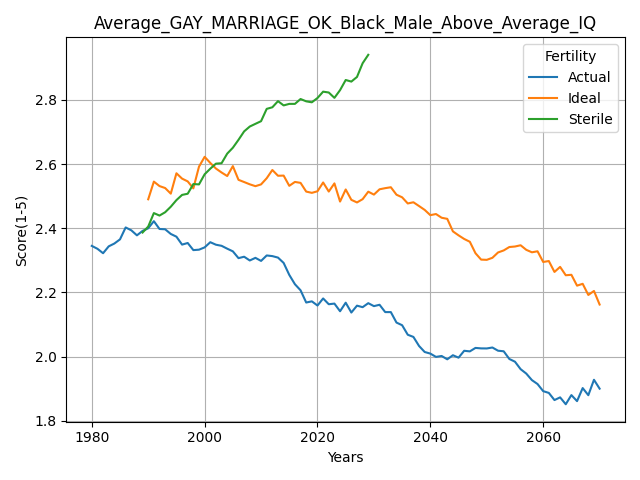 Average_GAY_MARRIAGE_OK_Black_Male_Above_Average_IQ
Fertility
Actual
Ideal
Sterile
Score(1-5)
2.8
2.6
2.4
2.2
2.0
1.8
1980
2000
2020
2040
2060
Years